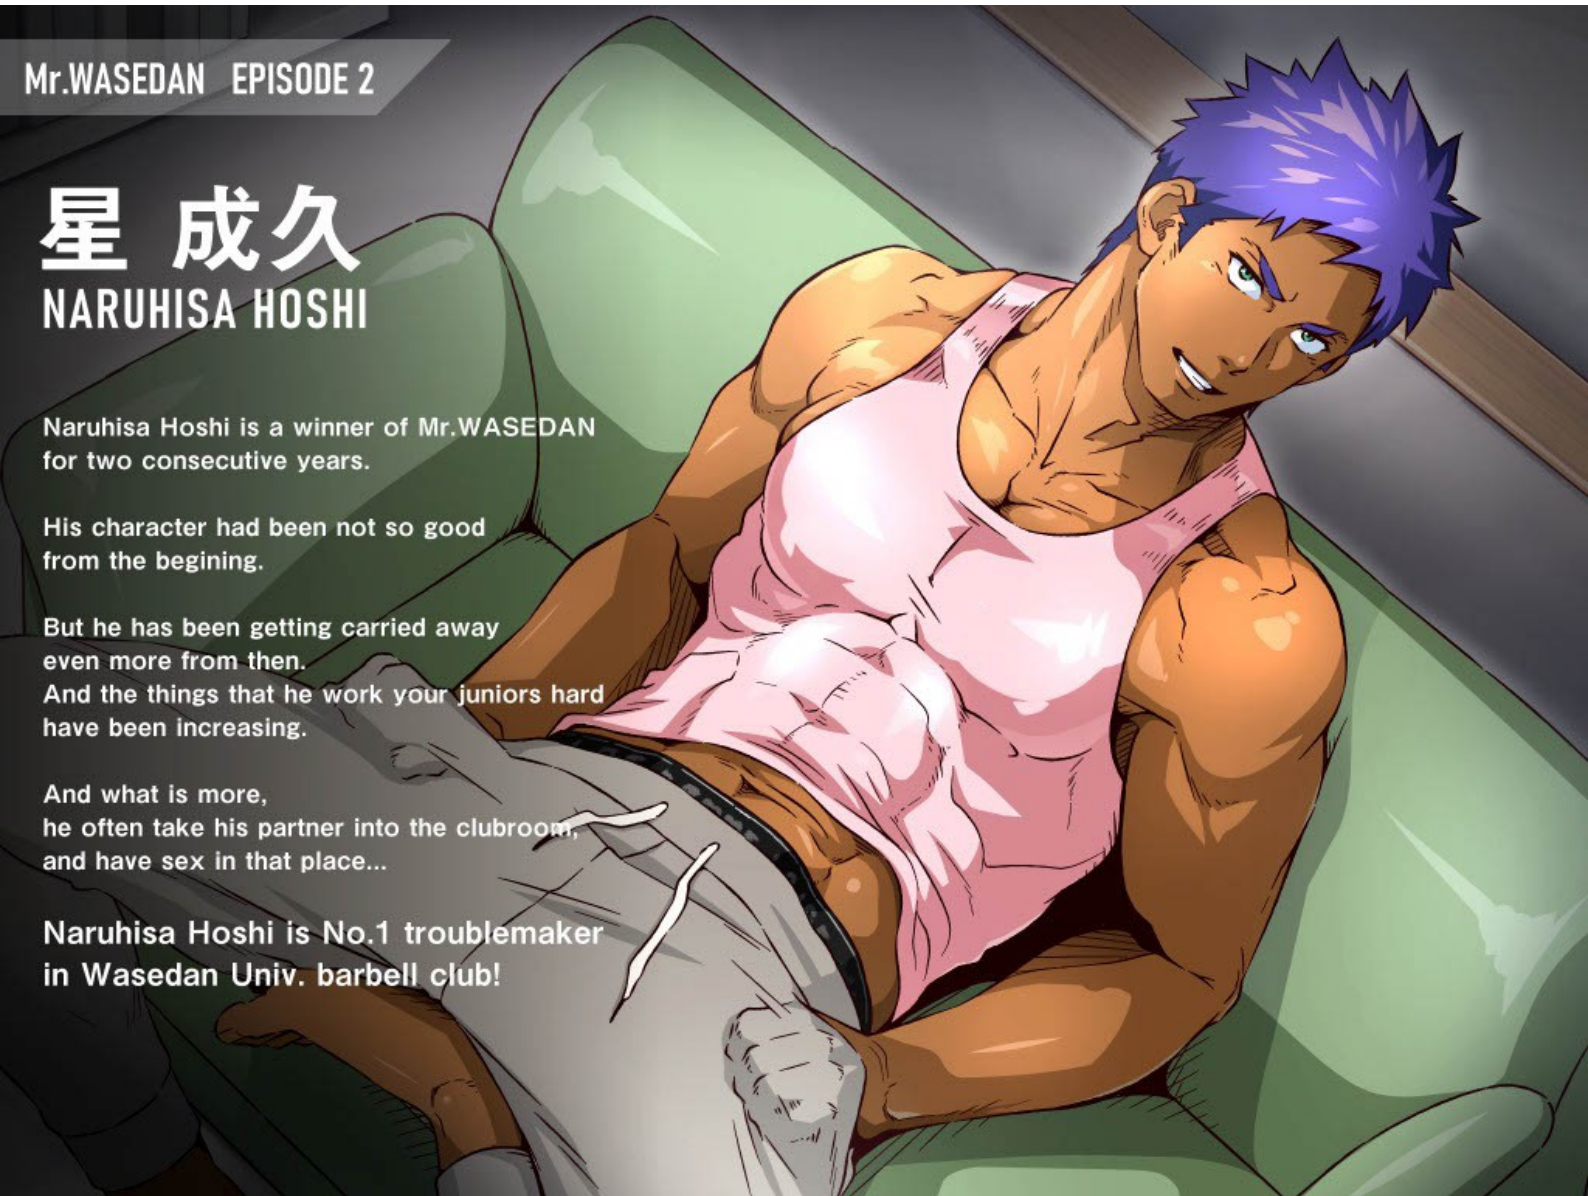 Mr.WASEDAN EPISODE 2
星 成久
NARUHISA HOSHI
Naruhisa Hoshi is a winner of Mr.WASEDAN
for two consecutive years.
His character had been not so good
from the begining.
But he has been getting carried away
even more from then.
And the things that he work your juniors hard
have been increasing.
And what is more,
he often take his partner into the clubroom,
and have sex in that place...
Naruhisa Hoshi is No.1 troublemaker
in Wasedan Univ. barbell club!